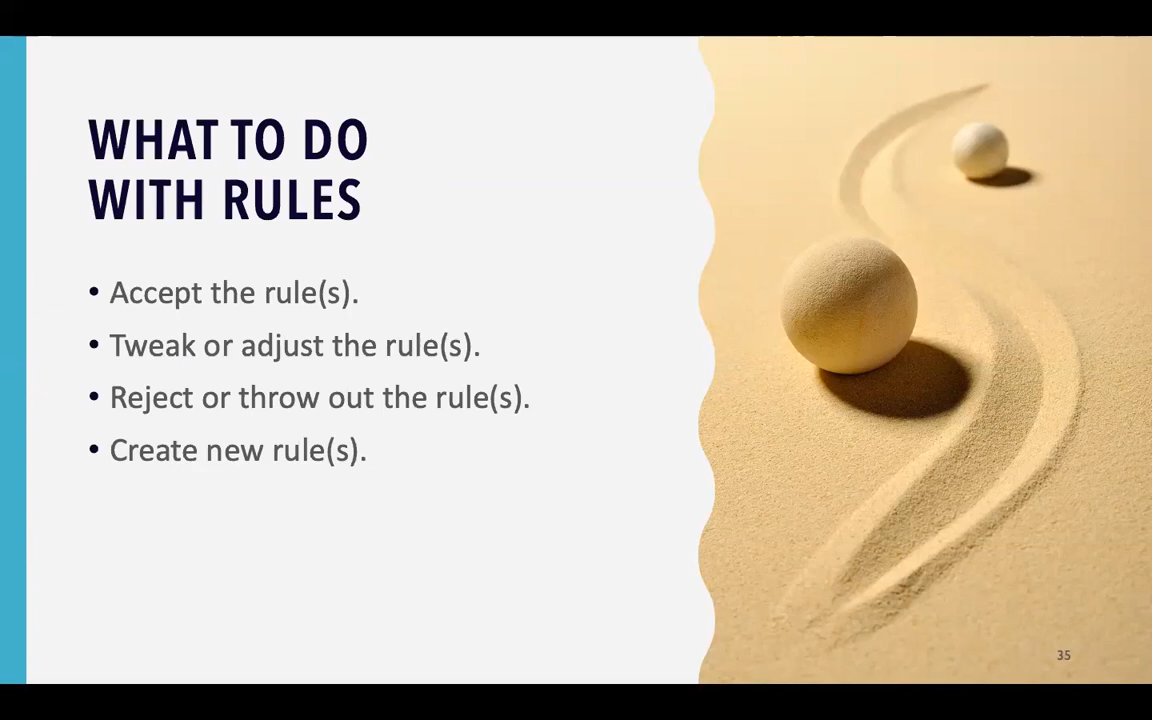 WHAT TO DO
WITH RULES
• Accept the rule(s).
• Tweak or adjust the rule(s).
• Reject or throw out the rule(s).
• Create new rule(s).
35